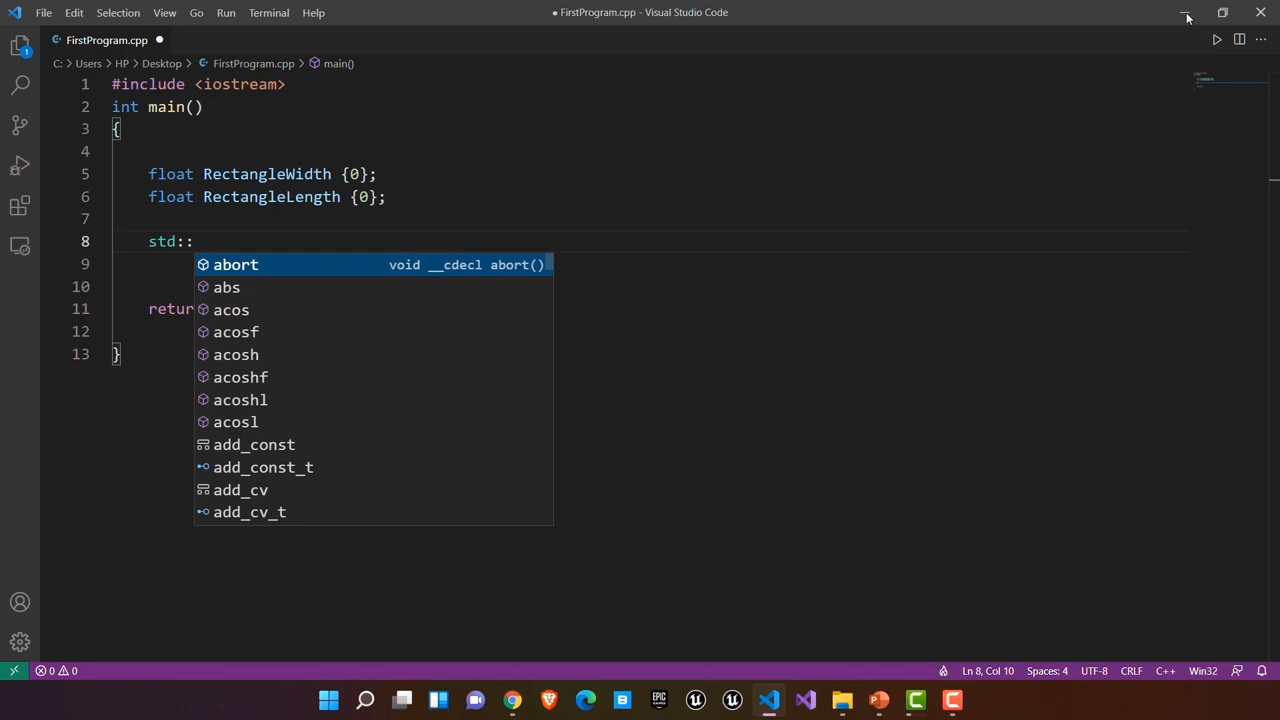 File Edit Selection View Go Run Terminal Help ● FirstProgram.cpp - Visual Studio Code
FirstProgram.cpp ●
C: > Users > HP > Desktop > FirstProgram.cpp > main()
1 #include <iostream>
2 int main()
3 {
4
5 float RectangleWidth {0};
6 float RectangleLength {0};
7
8 std::
9 abort void __cdecl abort()
abs
10
acos
11 retur
acosf
12
acosh
13 }
acoshf
acoshl
acosl
add_const
add_const_t
add_cv
add_cv_t
1
0 0 Ln 8, Col 10 Spaces: 4 UTF-8 CRLF C++ Win32
EPIC GAMES